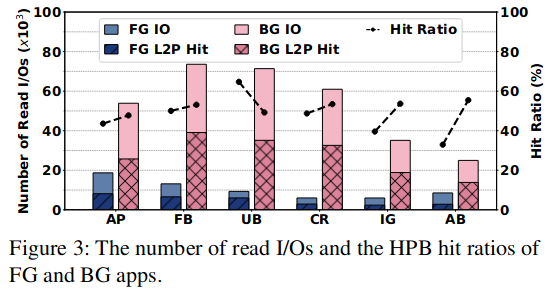 FG IO
BG IO
Hit Ratio
FG L2P Hit
BG L2P Hit
Number of Read I/Os (x10³)
100
80
60
40
20
0
Hit Ratio (%)
100
80
60
40
20
0
AP FB UB CR IG AB
Figure 3: The number of read I/Os and the HPB hit ratios of
FG and BG apps.